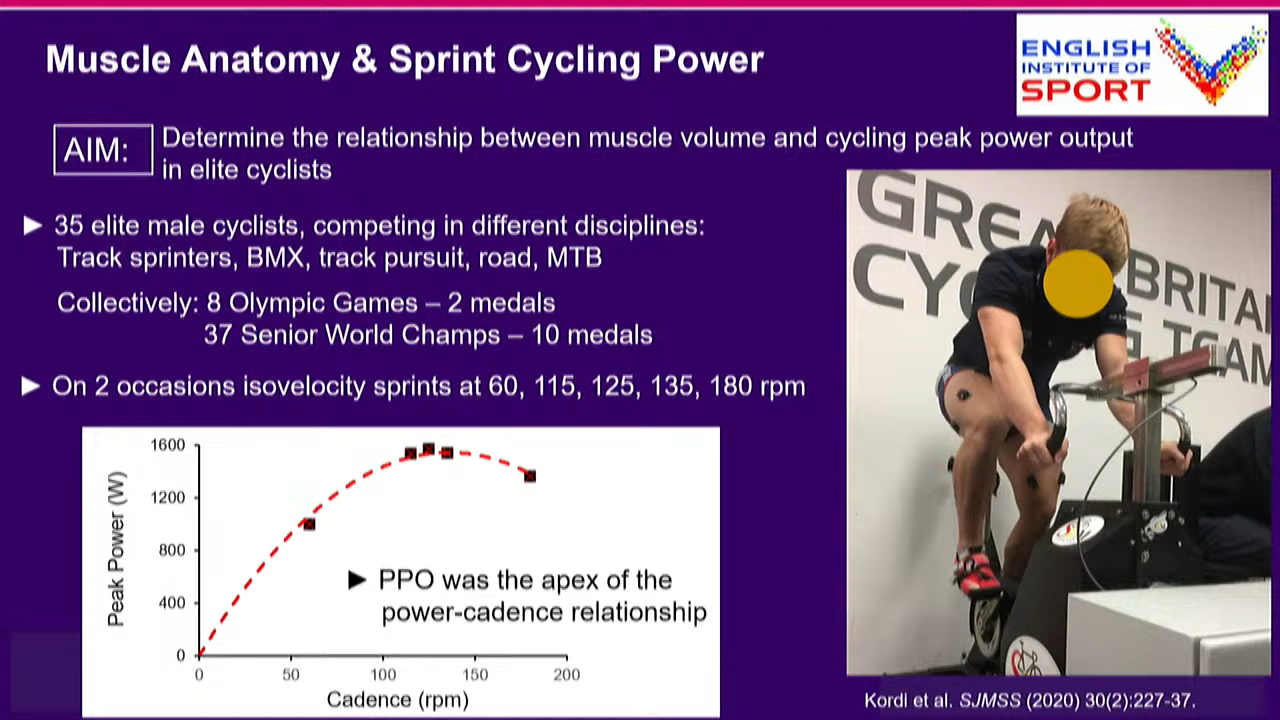 Muscle Anatomy & Sprint Cycling Power
ENGLISH
INSTITUTE OF
SPORT
AIM:
Determine the relationship between muscle volume and cycling peak power output
in elite cyclists
► 35 elite male cyclists, competing in different disciplines:
Track sprinters, BMX, track pursuit, road, MTB
Collectively: 8 Olympic Games – 2 medals
37 Senior World Champs – 10 medals
► On 2 occasions isovelocity sprints at 60, 115, 125, 135, 180 rpm
1600
1200
800
400
0
Peak Power (W)
► PPO was the apex of the
power-cadence relationship
0 50 100 150 200
Cadence (rpm)
GREA BRITAI
CYC G TEAM
Kordi et al. SJMSS (2020) 30(2):227-37.